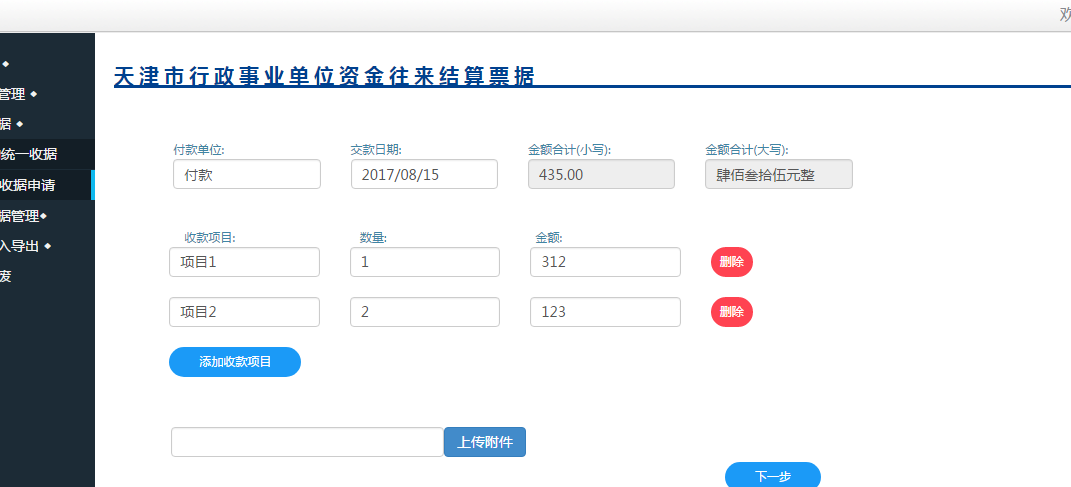 欢
管理
据
统一收据
收据申请
据管理
入导出
废
天津市行政事业单位资金往来结算票据
付款单位: 交款日期: 金额合计(小写): 金额合计(大写):
付款 2017/08/15 435.00 肆佰叁拾伍元整
收款项目: 数量: 金额:
项目1 1 312 删除
项目2 2 123 删除
添加收款项目
上传附件
下一步